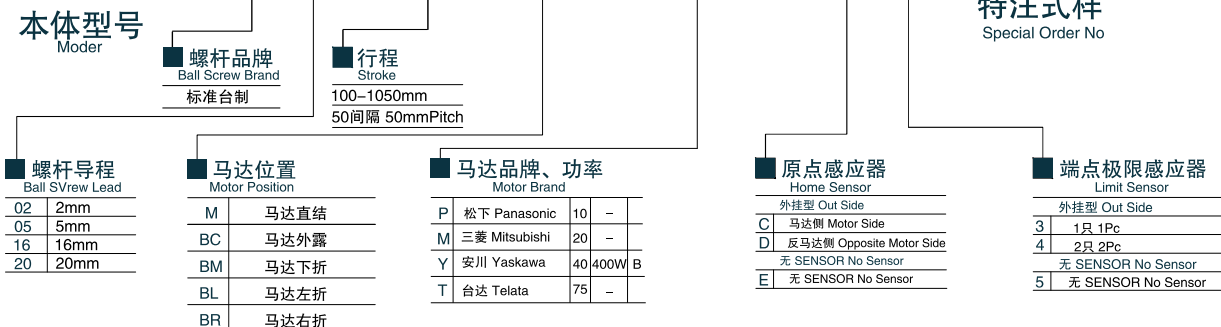 本体型号
Moder
特注式样
Special Order No
螺杆品牌
Ball Screw Brand
标准台制
行程
Stroke
100-1050mm
50间隔 50mmPitch
螺杆导程
Ball SVrew Lead
02 2mm
05 5mm
16 16mm
20 20mm
马达位置
Motor Position
M 马达直结
BC 马达外露
BM 马达下折
BL 马达左折
BR 马达右折
马达品牌、功率
Motor Brand
P 松下 Panasonic 10 –
M 三菱 Mitsubishi 20 –
Y 安川 Yaskawa 40 400W B
T 台达 Telata 75 –
原点感应器
Home Sensor
外挂型 Out Side
C 马达侧 Motor Side
D 反马达侧 Opposite Motor Side
无 SENSOR No Sensor
E 无 SENSOR No Sensor
端点极限感应器
Limit Sensor
外挂型 Out Side
3 1只 1Pc
4 2只 2Pc
无 SENSOR No Sensor
5 无 SENSOR No Sensor